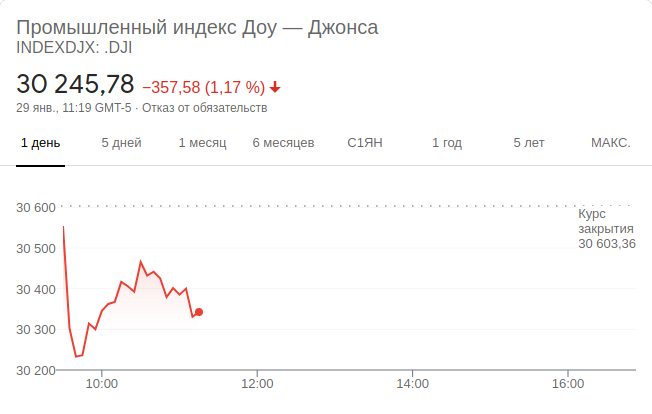 Промышленный индекс Доу — Джонса
INDEXDJX: .DJI
30 245,78 −357,58 (1,17 %)
29 янв., 11:19 GMT-5 · Отказ от обязательств
1 день 5 дней 1 месяц 6 месяцев С1ЯН 1 год 5 лет МАКС.
30 600
Курс
закрытия
30 603,36
30 500
30 400
30 300
30 200
10:00 12:00 14:00 16:00